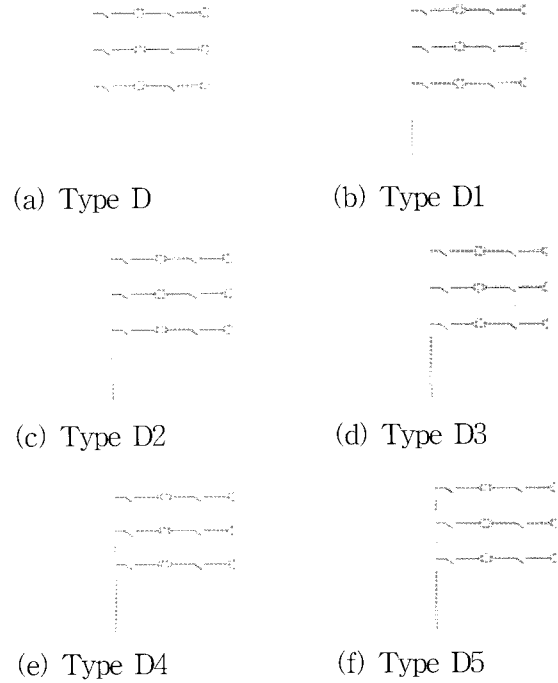 (a) Type D
(b) Type D1
(c) Type D2
(d) Type D3
(e) Type D4
(f) Type D5